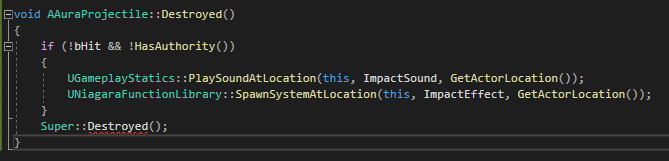 void AAuraProjectile::Destroyed()
{
if (!bHit && !HasAuthority())
{
UGameplayStatics::PlaySoundAtLocation(this, ImpactSound, GetActorLocation());
UNiagaraFunctionLibrary::SpawnSystemAtLocation(this, ImpactEffect, GetActorLocation());
}
Super::Destroyed();
}